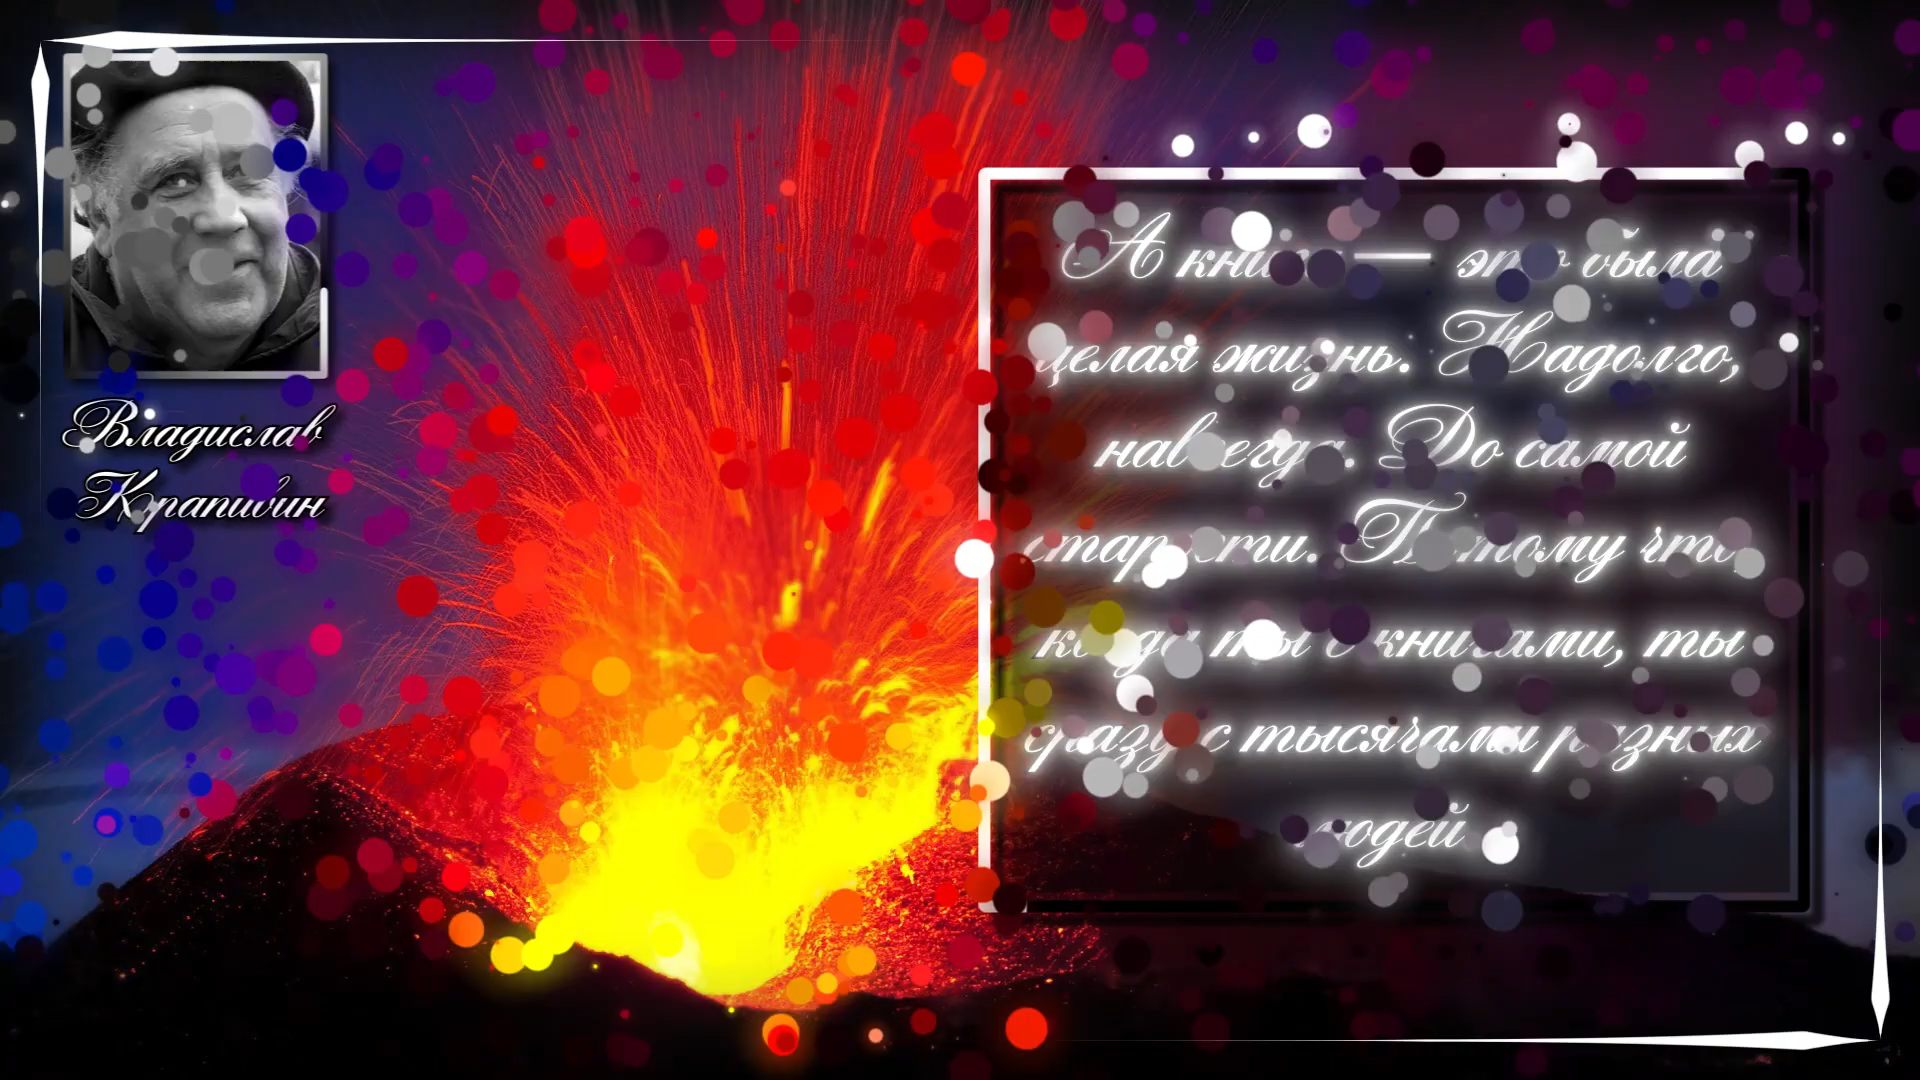 Владислав
Крапивин
А книги — это была
целая жизнь. Надолго,
навсегда. До самой
старости. Потому что,
когда ты с книгами, ты
сразу с тысячами разных
людей